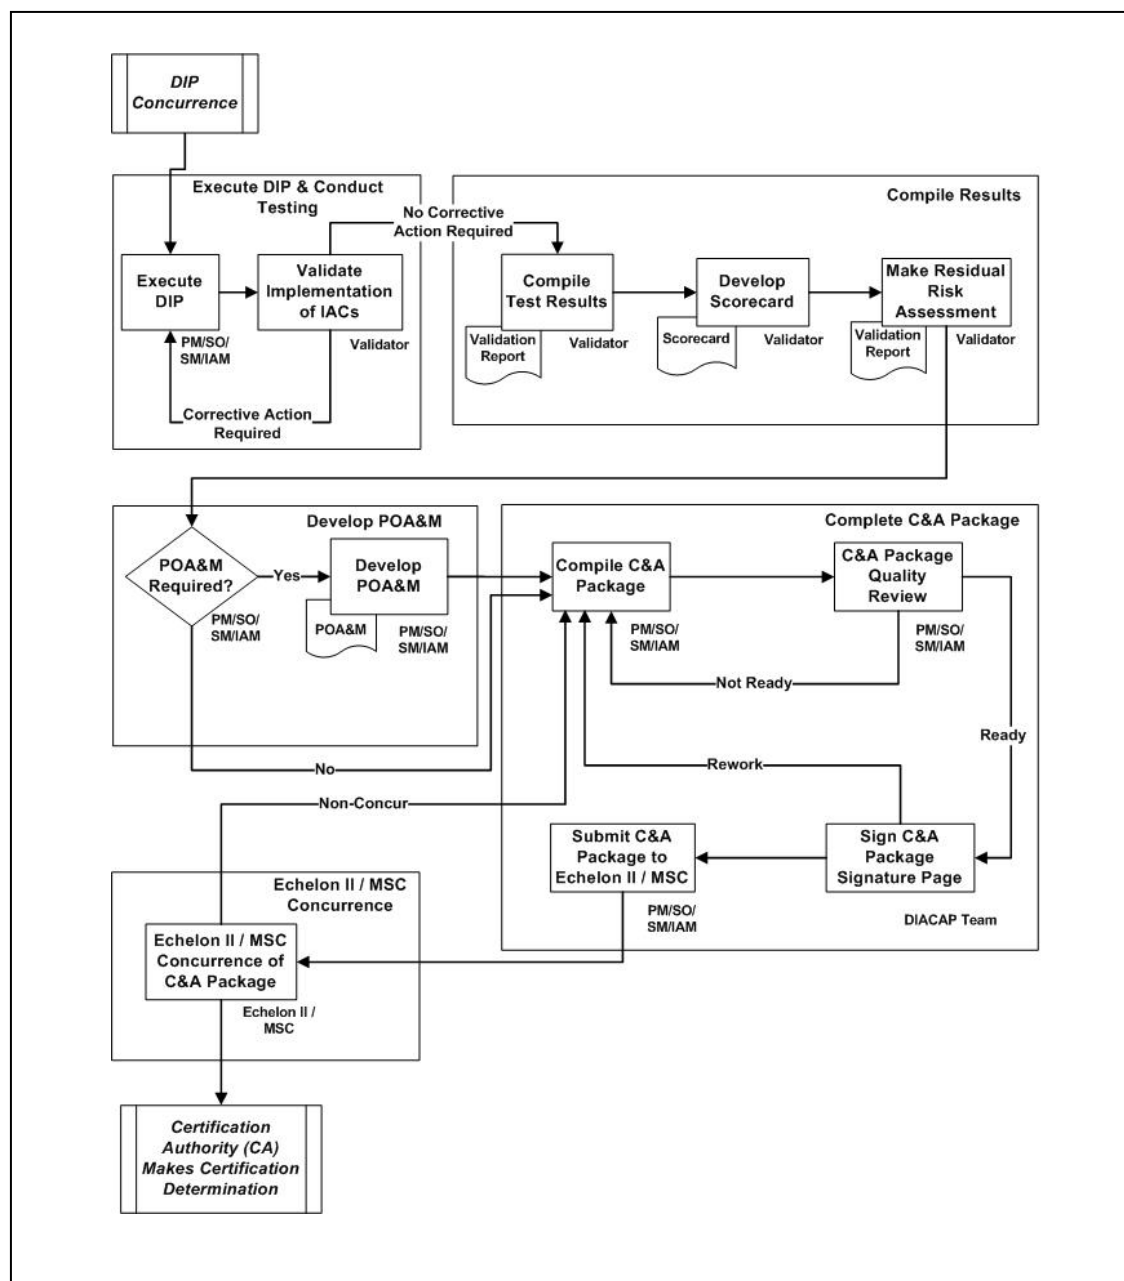 DIP
Concurrence
Execute DIP & Conduct
Testing
Execute
DIP
PM/SO/
SM/IAM
Validate
Implementation
of IACs
Validator
Corrective Action
Required
No Corrective
Action Required
Compile Results
Compile
Test Results
Validation
Report
Validator
Develop
Scorecard
Scorecard
Validator
Make Residual
Risk
Assessment
Validation
Report
Validator
Develop POA&M
POA&M
Required?
PM/SO/
SM/IAM
Yes
Develop
POA&M
POA&M
PM/SO/
SM/IAM
No
Complete C&A Package
Compile C&A
Package
PM/SO/
SM/IAM
C&A Package
Quality
Review
PM/SO/
SM/IAM
Not Ready
Ready
Rework
Non-Concur
Submit C&A
Package to
Echelon II / MSC
PM/SO/
SM/IAM
Sign C&A
Package
Signature Page
DIACAP Team
Echelon II / MSC
Concurrence
Echelon II / MSC
Concurrence of
C&A Package
Echelon II /
MSC
Certification
Authority (CA)
Makes Certification
Determination